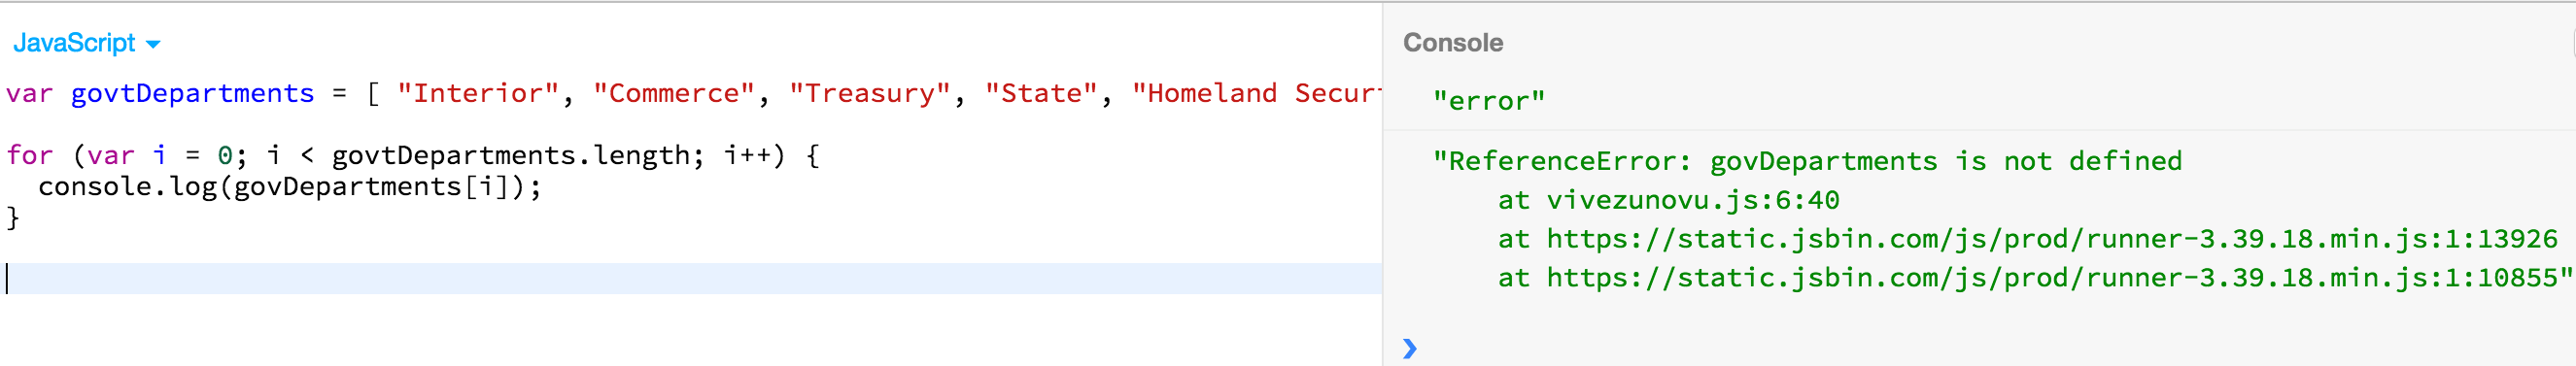 JavaScript
var govtDepartments = [ "Interior", "Commerce", "Treasury", "State", "Homeland
for (var i = 0; i < govtDepartments.length; i++) {
  console.log(govDepartments[i]);
}
Console
"error"
"ReferenceError: govDepartments is not defined
    at vivezunovu.js:6:40
    at https://static.jsbin.com/js/prod/runner-3.39.18.min.js:1:13926
    at https://static.jsbin.com/js/prod/runner-3.39.18.min.js:1:10855"